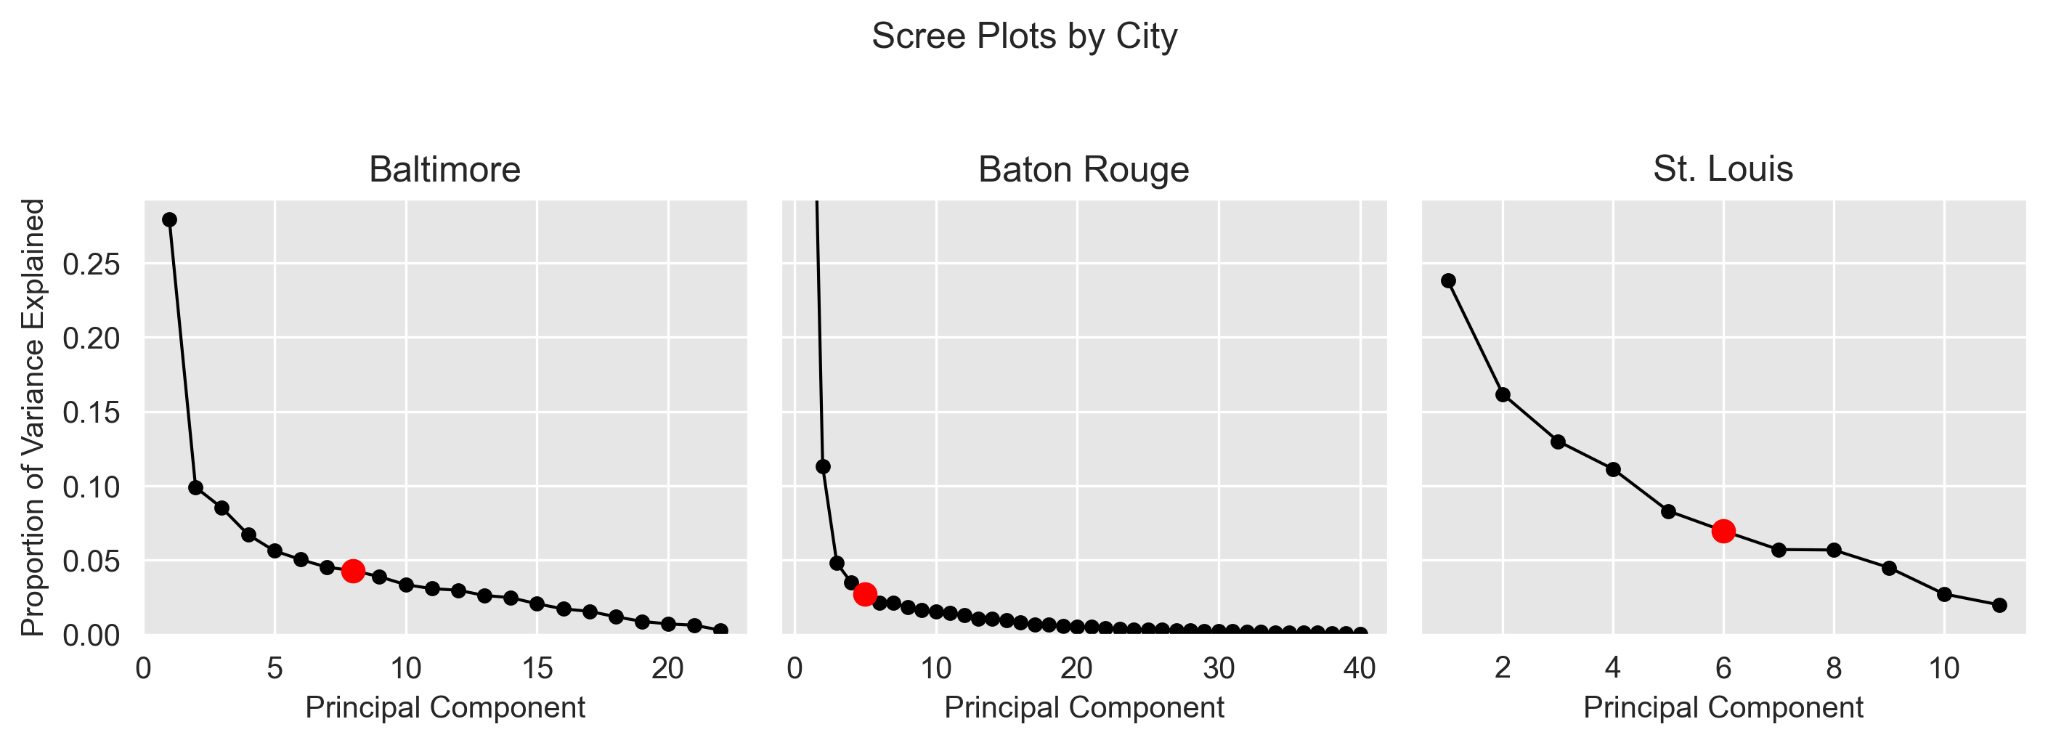 Scree Plots by City
Baltimore
Baton Rouge
St. Louis
Proportion of Variance Explained
0.25
0.20
0.15
0.10
0.05
0.00
0 5 10 15 20
0 10 20 30 40
2 4 6 8 10
Principal Component
Principal Component
Principal Component